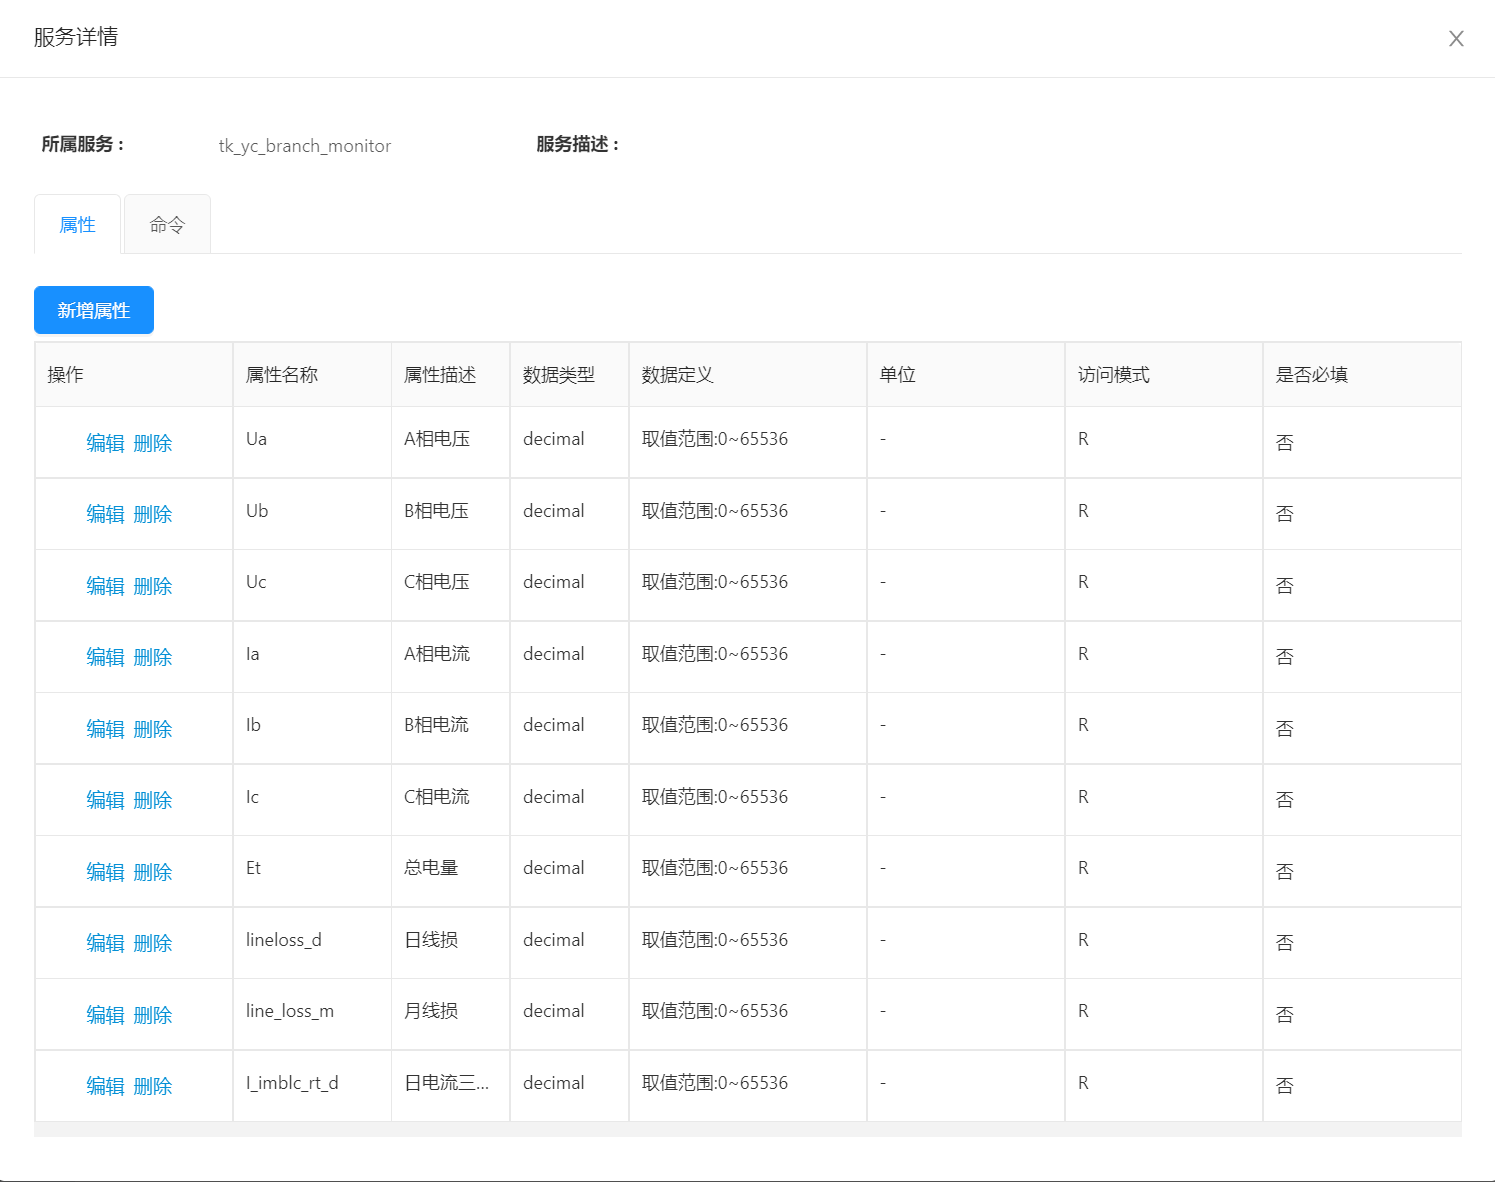 服务详情
所属服务： tk_yc_branch_monitor 服务描述：
属性 命令
新增属性
操作 属性名称 属性描述 数据类型 数据定义 单位 访问模式 是否必填
编辑 删除 Ua A相电压 decimal 取值范围:0~65536 - R 否
编辑 删除 Ub B相电压 decimal 取值范围:0~65536 - R 否
编辑 删除 Uc C相电压 decimal 取值范围:0~65536 - R 否
编辑 删除 Ia A相电流 decimal 取值范围:0~65536 - R 否
编辑 删除 Ib B相电流 decimal 取值范围:0~65536 - R 否
编辑 删除 Ic C相电流 decimal 取值范围:0~65536 - R 否
编辑 删除 Et 总电量 decimal 取值范围:0~65536 - R 否
编辑 删除 lineloss_d 日线损 decimal 取值范围:0~65536 - R 否
编辑 删除 line_loss_m 月线损 decimal 取值范围:0~65536 - R 否
编辑 删除 I_imblc_rt_d 日电流三... decimal 取值范围:0~65536 - R 否